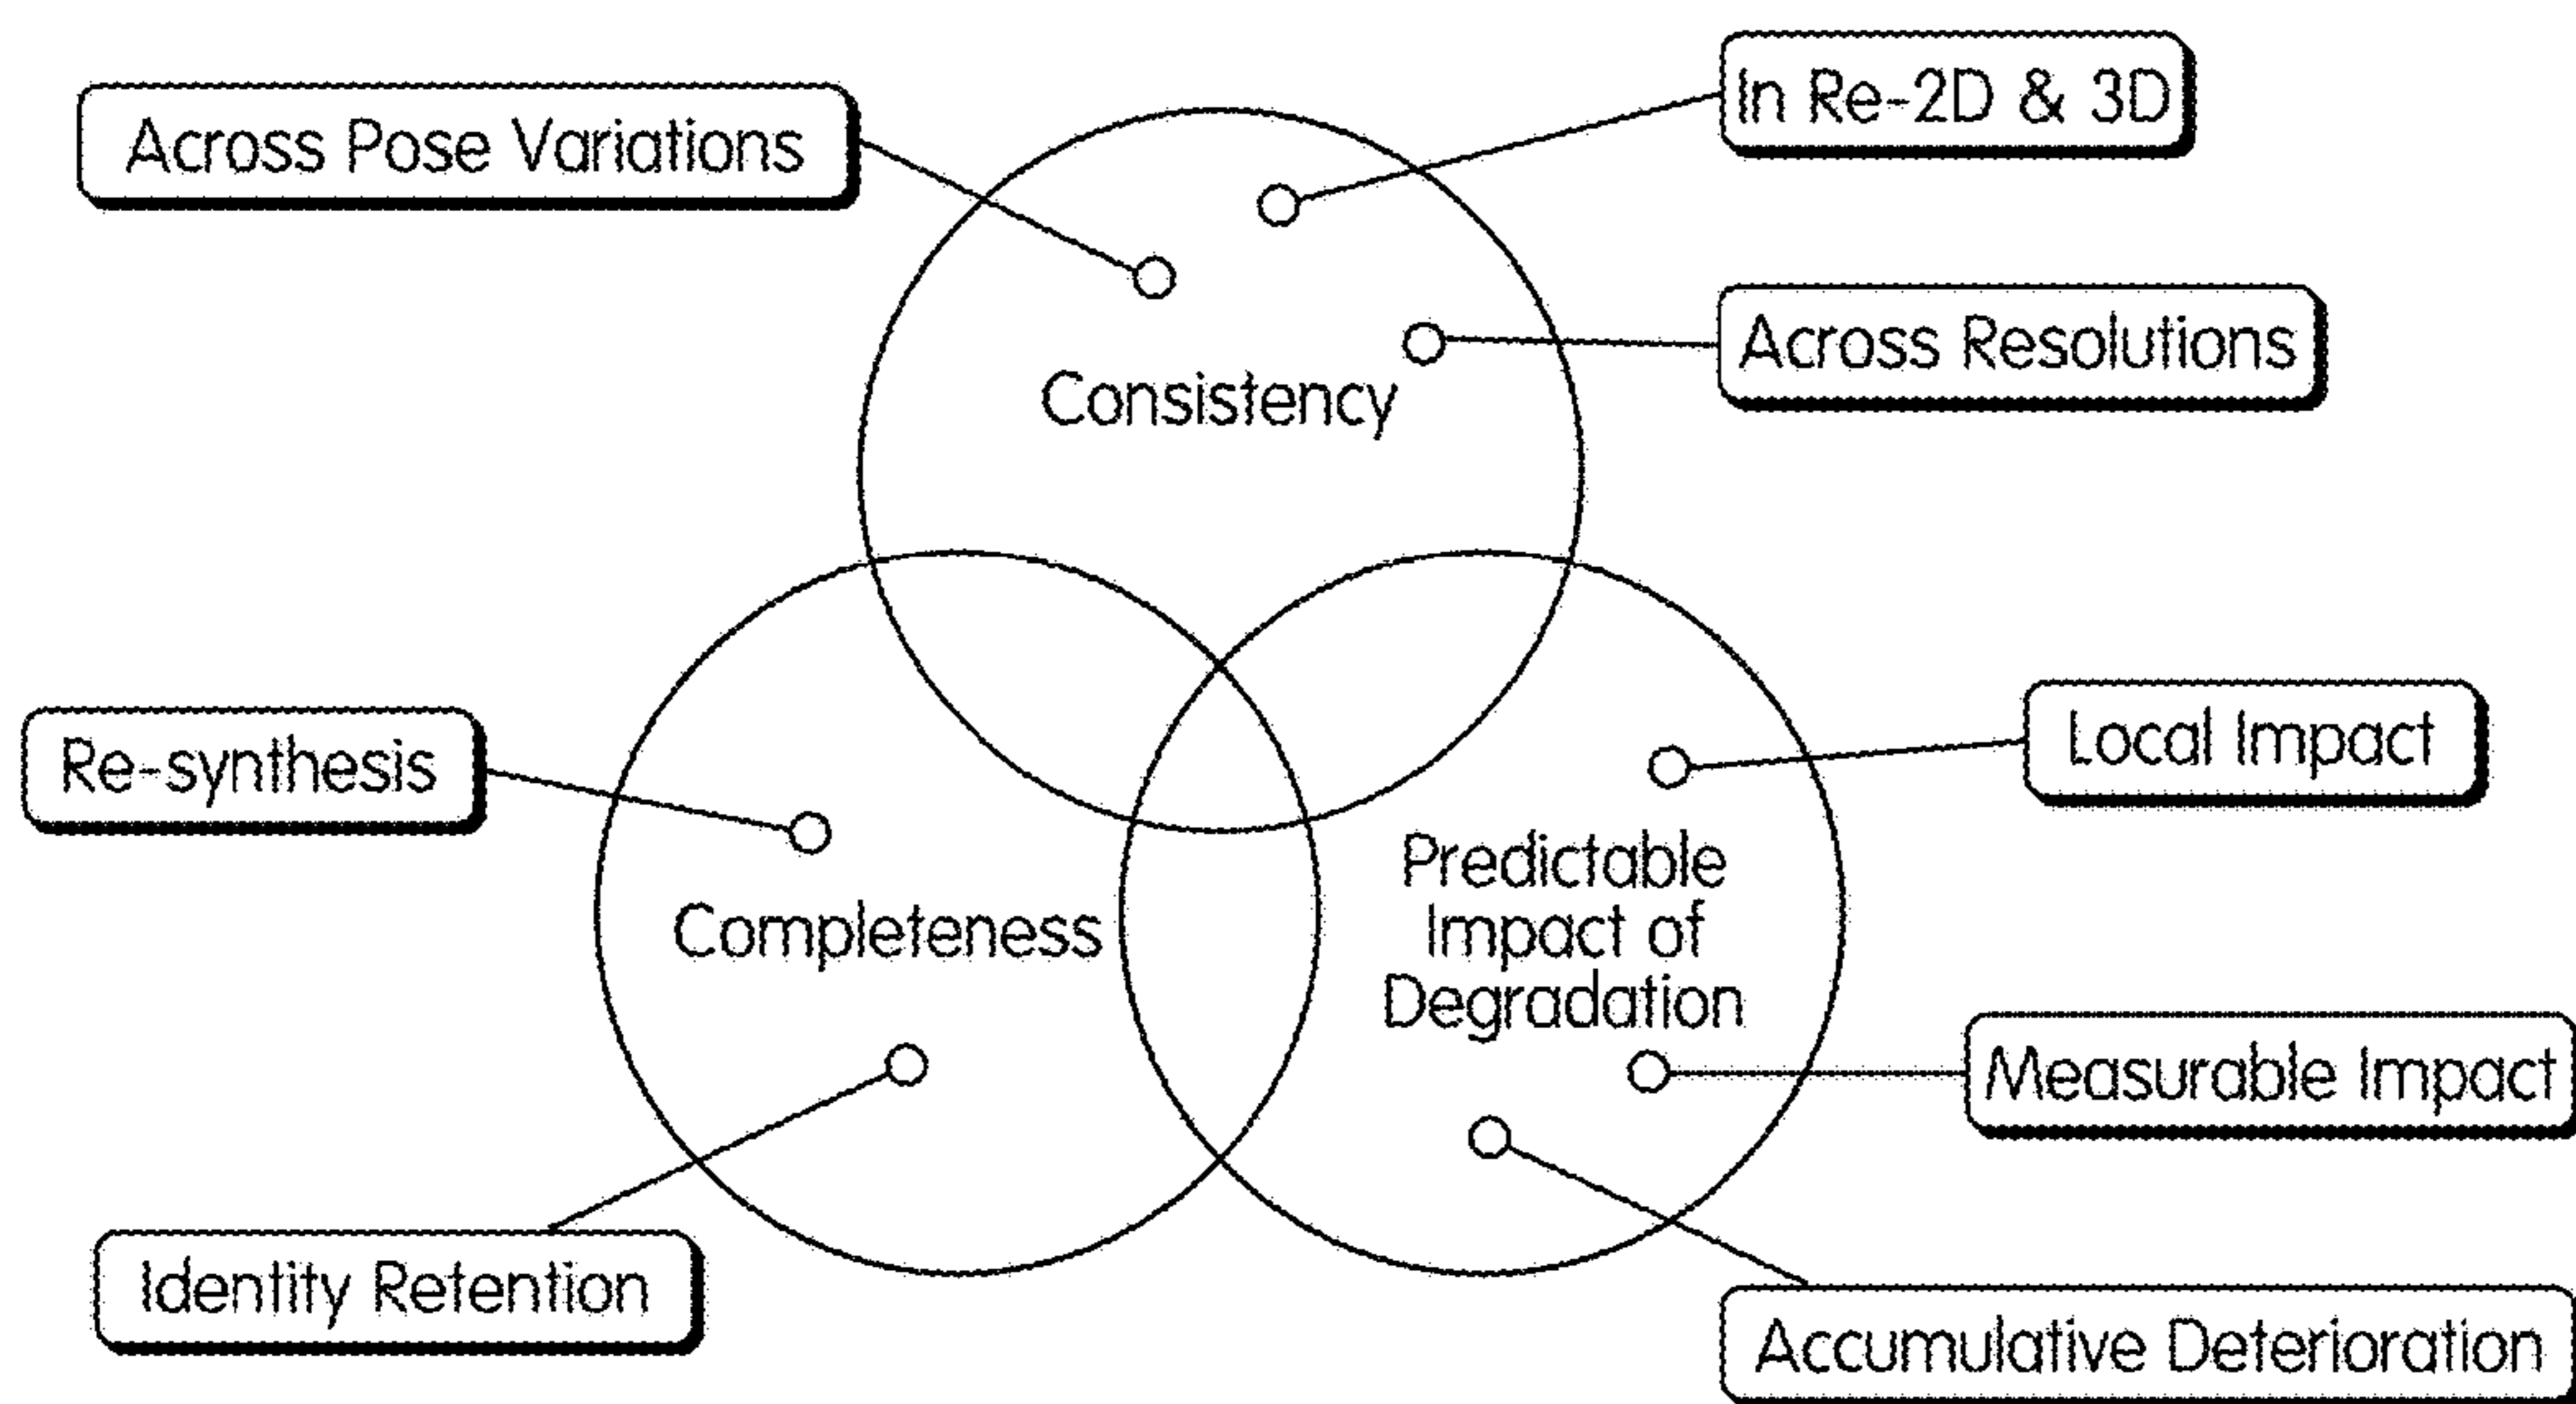 In Re-2D & 3D
Across Pose Variations
Across Resolutions
Consistency
Re-synthesis
Local Impact
Completeness
Predictable
Impact of
Degradation
Measurable Impact
Identity Retention
Accumulative Deterioration